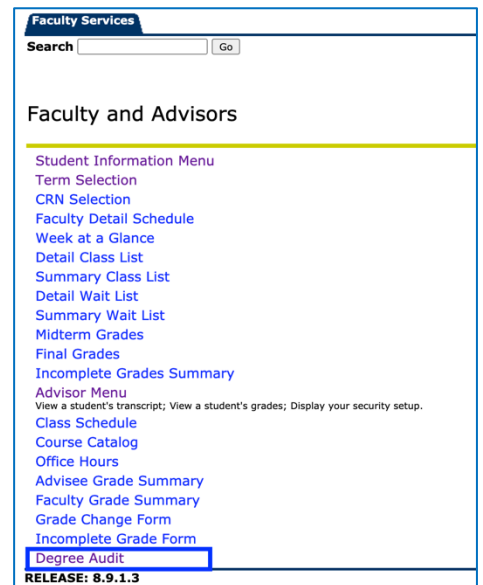 Faculty Services
Search Go
Faculty and Advisors
Student Information Menu
Term Selection
CRN Selection
Faculty Detail Schedule
Week at a Glance
Detail Class List
Summary Class List
Detail Wait List
Summary Wait List
Midterm Grades
Final Grades
Incomplete Grades Summary
Advisor Menu
View a student's transcript; View a student's grades; Display your security setup.
Class Schedule
Course Catalog
Office Hours
Advisee Grade Summary
Faculty Grade Summary
Grade Change Form
Incomplete Grade Form
Degree Audit
RELEASE: 8.9.1.3